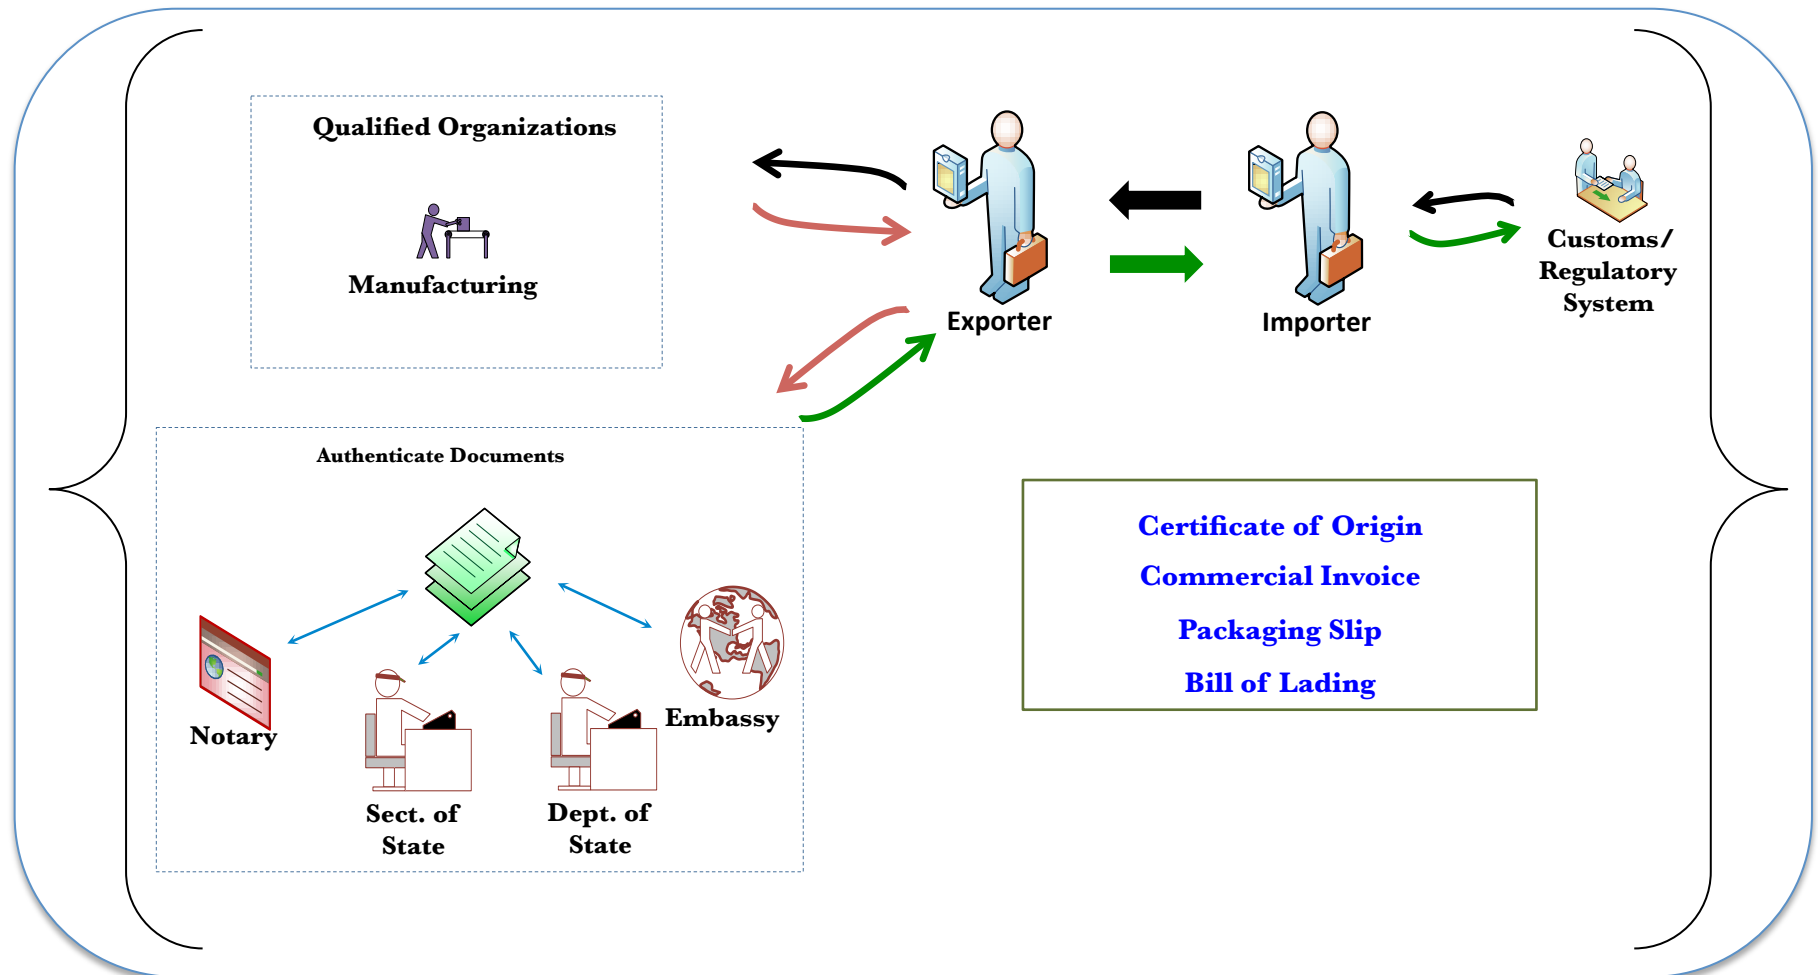 Qualified Organizations
Manufacturing
Exporter
Importer
Customs/
Regulatory
System
Authenticate Documents
Notary
Sect. of
State
Dept. of
State
Embassy
Certificate of Origin
Commercial Invoice
Packaging Slip
Bill of Lading